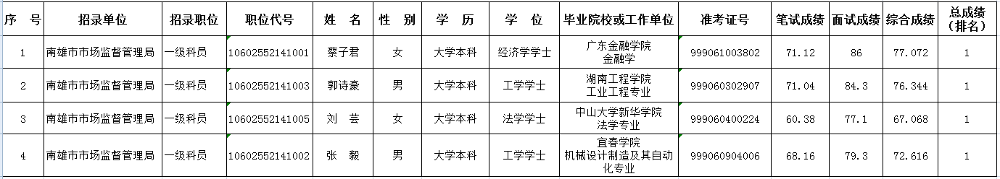 序 号 招录单位 招录职位 职位代号 姓 名 性 别 学 历 学 位 毕业院校或工作单位 准考证号 笔试成绩 面试成绩 综合成绩 总成绩
（排名）
1 南雄市市场监督管理局 一级科员 10602552141001 蔡子君 女 大学本科 经济学学士 广东金融学院
金融学 999061003802 71.12 86 77.072 1
2 南雄市市场监督管理局 一级科员 10602552141003 郭诗豪 男 大学本科 工学学士 湖南工程学院
工业工程专业 999060302907 71.04 84.3 76.344 1
3 南雄市市场监督管理局 一级科员 10602552141005 刘 芸 女 大学本科 法学学士 中山大学新华学院
法学专业 999060400224 60.38 77.1 67.068 1
4 南雄市市场监督管理局 一级科员 10602552141002 张 毅 男 大学本科 工学学士 宜春学院
机械设计制造及其自动
化专业 999060904006 68.16 79.3 72.616 1